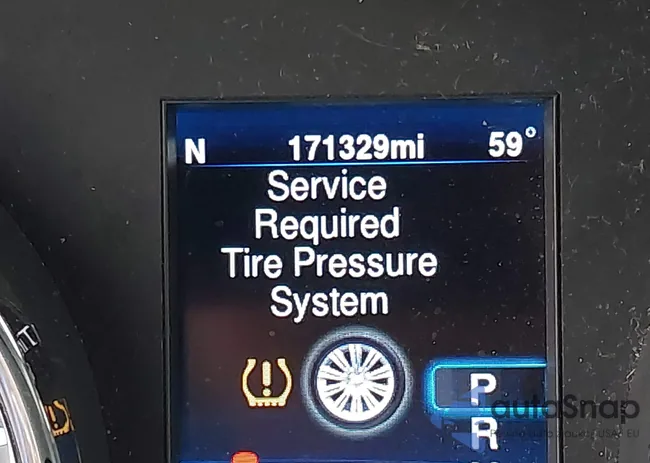 N 171329mi 59°
Service
Required
Tire Pressure
System
P
autoSnap
R